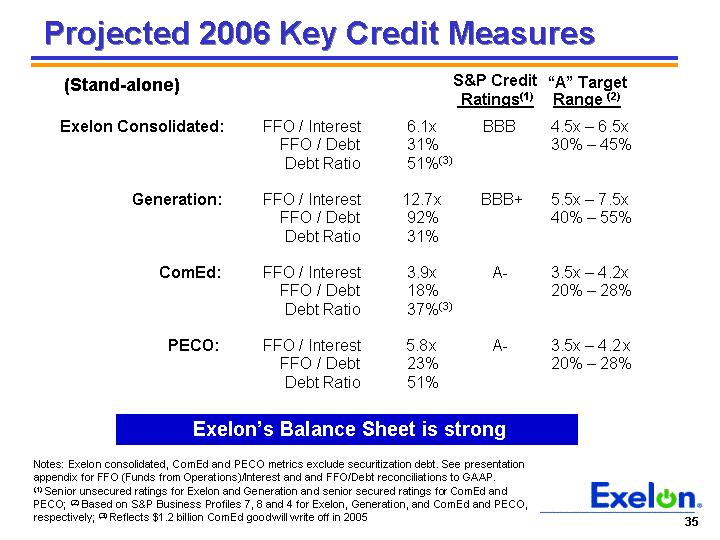 Projected 2006 Key Credit Measures
(Stand-alone) S&P Credit Ratings(1) "A" Target Range (2)
Exelon Consolidated: FFO / Interest 6.1x BBB 4.5x – 6.5x
FFO / Debt 31% 30% – 45%
Debt Ratio 51%(3)
Generation: FFO / Interest 12.7x BBB+ 5.5x – 7.5x
FFO / Debt 92% 40% – 55%
Debt Ratio 31%
ComEd: FFO / Interest 3.9x A- 3.5x – 4.2x
FFO / Debt 18% 20% – 28%
Debt Ratio 37%(3)
PECO: FFO / Interest 5.8x A- 3.5x – 4.2x
FFO / Debt 23% 20% – 28%
Debt Ratio 51%
Exelon's Balance Sheet is strong
Notes: Exelon consolidated, ComEd and PECO metrics exclude securitization debt. See presentation
appendix for FFO (Funds from Operations)/Interest and and FFO/Debt reconciliations to GAAP.
(1) Senior unsecured ratings for Exelon and Generation and senior secured ratings for ComEd and
PECO; (2) Based on S&P Business Profiles 7, 8 and 4 for Exelon, Generation, and ComEd and PECO,
respectively; (3) Reflects $1.2 billion ComEd goodwill write off in 2005
Exelon®
35